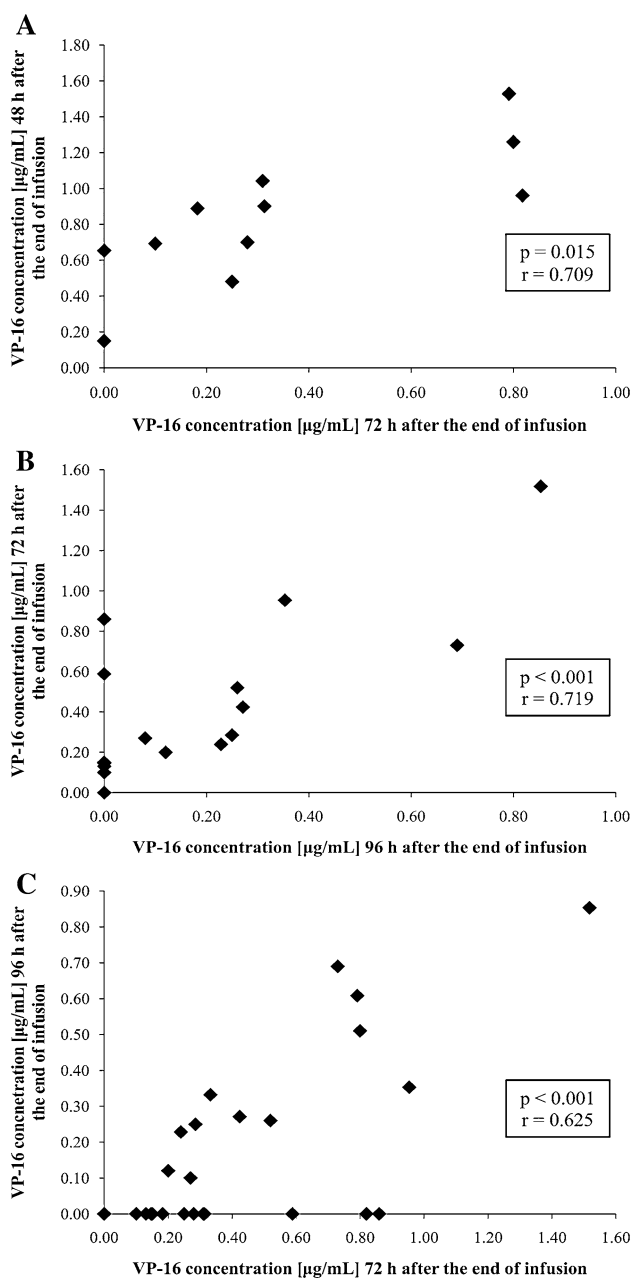 A
VP-16 concnentration [µg/mL] 48 h after
the end of infusion
1.80
1.60
1.40
1.20
1.00
0.80
0.60
0.40
0.20
0.00
p = 0.015
r = 0.709
0.00 0.20 0.40 0.60 0.80 1.00
VP-16 concentration [µg/mL] 72 h after the end of infusion
B
VP-16 concnentration [µg/mL] 72 h after
the end of infusion
1.60
1.40
1.20
1.00
0.80
0.60
0.40
0.20
0.00
p < 0.001
r = 0.719
0.00 0.20 0.40 0.60 0.80 1.00
VP-16 concentration [µg/mL] 96 h after the end of infusion
C
VP-16 concnetration [µg/mL] 96 h after
the end of infusion
0.90
0.80
0.70
0.60
0.50
0.40
0.30
0.20
0.10
0.00
p < 0.001
r = 0.625
0.00 0.20 0.40 0.60 0.80 1.00 1.20 1.40 1.60
VP-16 concentration [µg/mL] 72 h after the end of infusion